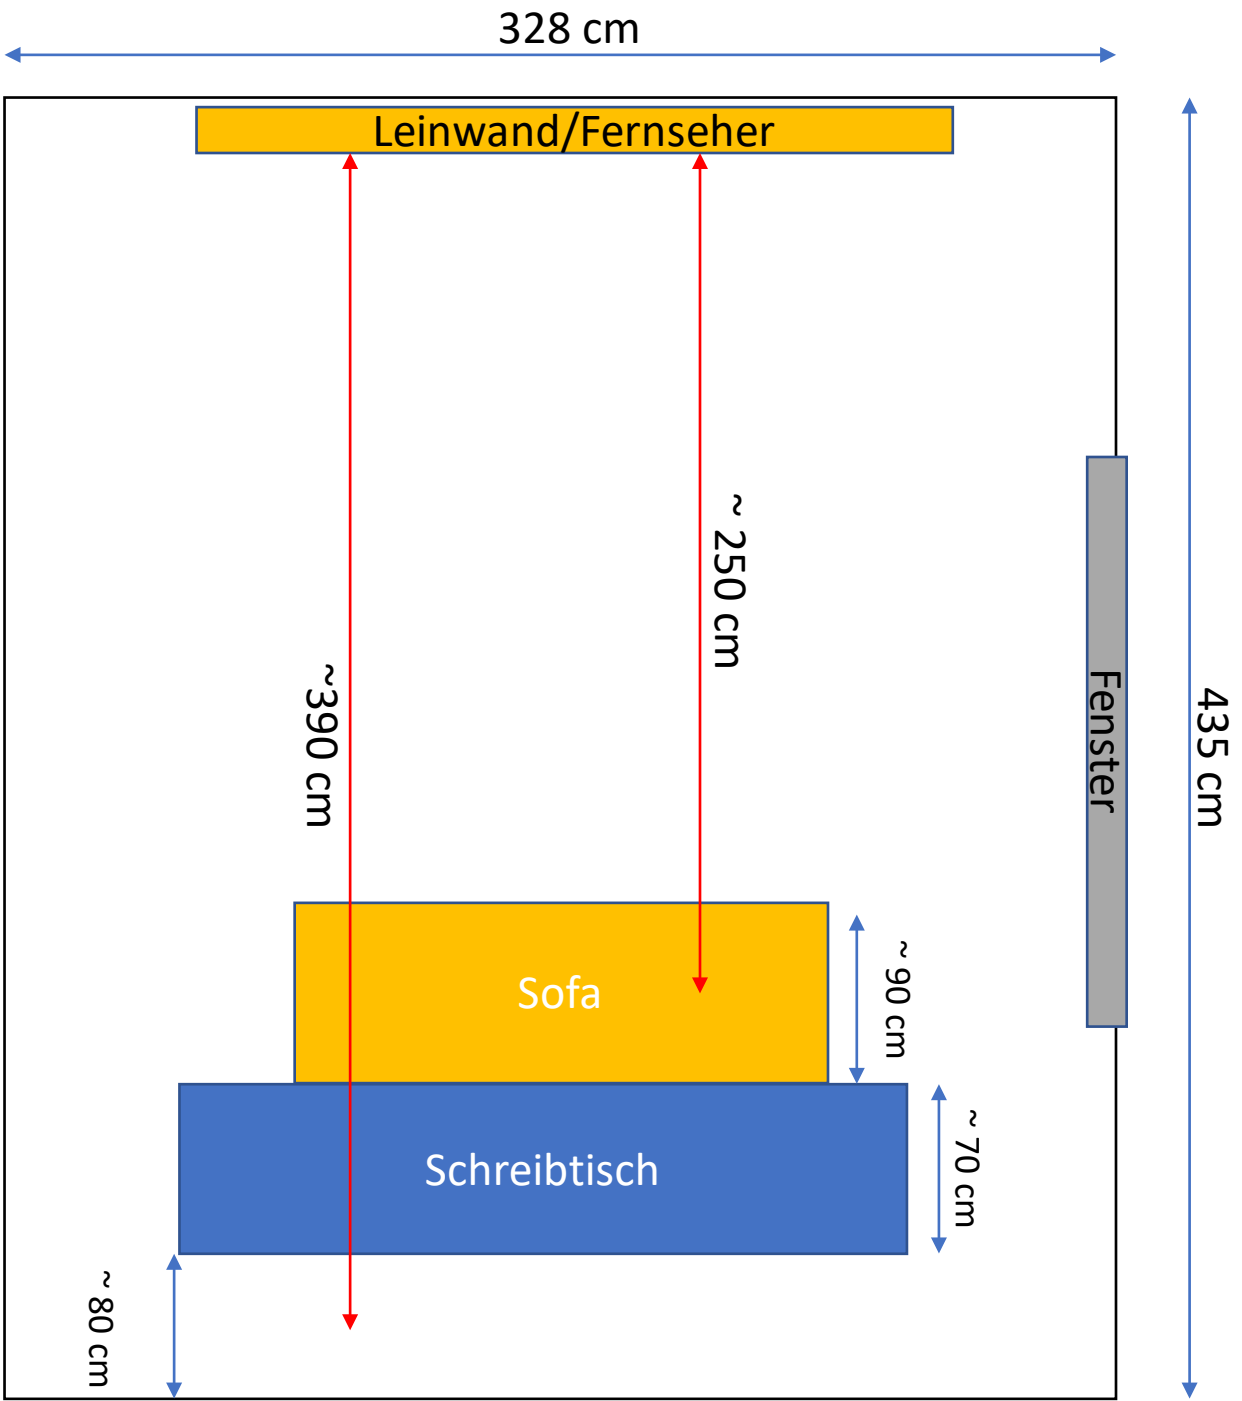 328 cm
Leinwand/Fernseher
~ 250 cm
~390 cm
Fenster
435 cm
Sofa
~ 90 cm
Schreibtisch
~ 70 cm
~ 80 cm